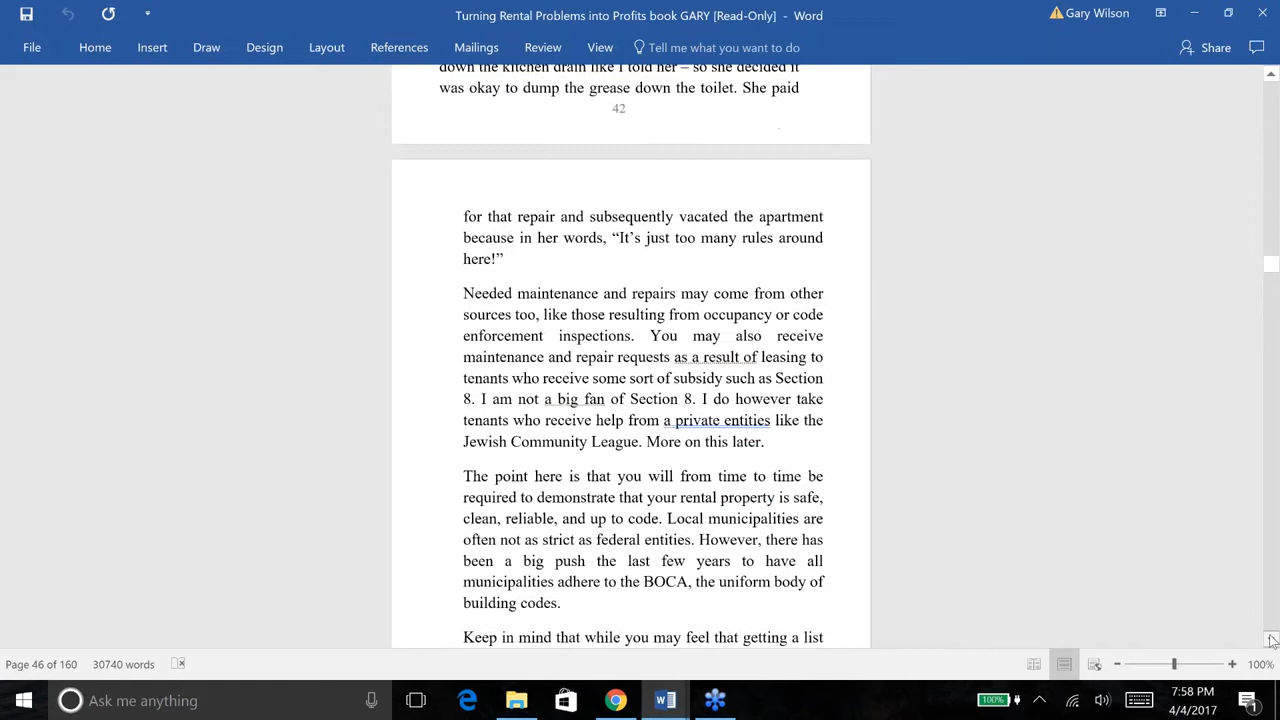 Turning Rental Problems into Profits book GARY [Read-Only] - Word
Gary Wilson
File Home Insert Draw Design Layout References Mailings Review View Tell me what you want to do Share
down the kitchen drain like I told her – so she decided it
was okay to dump the grease down the toilet. She paid
42
for that repair and subsequently vacated the apartment
because in her words, “It’s just too many rules around
here!”
Needed maintenance and repairs may come from other
sources too, like those resulting from occupancy or code
enforcement inspections. You may also receive
maintenance and repair requests as a result of leasing to
tenants who receive some sort of subsidy such as Section
8. I am not a big fan of Section 8. I do however take
tenants who receive help from a private entities like the
Jewish Community League. More on this later.
The point here is that you will from time to time be
required to demonstrate that your rental property is safe,
clean, reliable, and up to code. Local municipalities are
often not as strict as federal entities. However, there has
been a big push the last few years to have all
municipalities adhere to the BOCA, the uniform body of
building codes.
Keep in mind that while you may feel that getting a list
Page 46 of 160 30740 words 100%
Ask me anything 100% 7:58 PM
4/4/2017 1